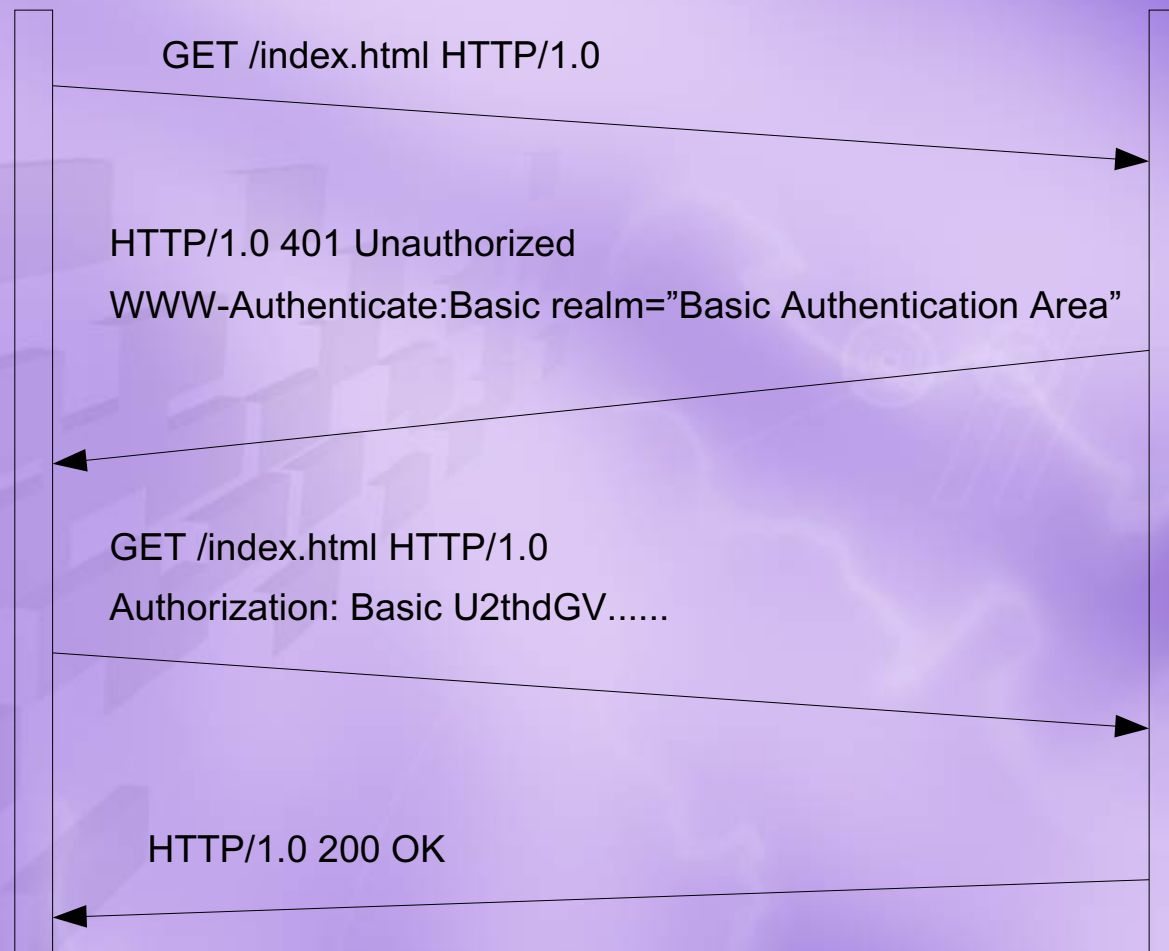 GET /index.html HTTP/1.0
HTTP/1.0 401 Unauthorized
WWW-Authenticate:Basic realm=”Basic Authentication Area”
GET /index.html HTTP/1.0
Authorization: Basic U2thdGV......
HTTP/1.0 200 OK